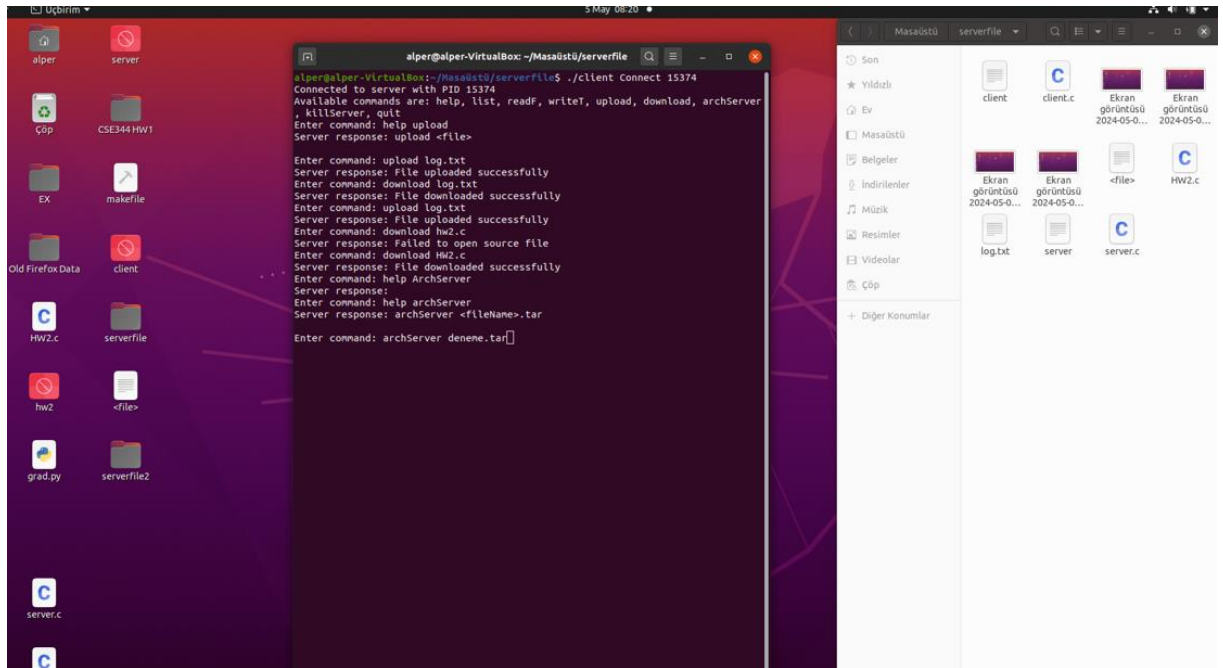 Uçbirim
5 May 08:20
alper
server
Çöp
CSE344 HW1
EX
makefile
Old Firefox Data
client
HW2.c
serverfile
hw2
<file>
grad.py
serverfile2
server.c
alper@alper-VirtualBox: ~/Masaüstü/serverfile
alper@alper-VirtualBox:~/Masaüstü/serverfile$ ./client Connect 15374
Connected to server with PID 15374
Available commands are: help, list, readF, writeT, upload, download, archServer
, killServer, quit
Enter command: help upload
Server response: upload <file>
Enter command: upload log.txt
Server response: File uploaded successfully
Enter command: download log.txt
Server response: File downloaded successfully
Enter command: upload log.txt
Server response: File uploaded successfully
Enter command: download hw2.c
Server response: Failed to open source file
Enter command: download HW2.c
Server response: File downloaded successfully
Enter command: help ArchServer
Server response:
Enter command: help archServer
Server response: archServer <fileName>.tar
Enter command: archServer deneme.tar
Masaüstü
serverfile
Son
Yıldızlı
Ev
Masaüstü
Belgeler
İndirilenler
Müzik
Resimler
Videolar
Çöp
+ Diğer Konumlar
client
client.c
Ekran
görüntüsü
2024-05-0...
Ekran
görüntüsü
2024-05-0...
Ekran
görüntüsü
2024-05-0...
Ekran
görüntüsü
2024-05-0...
<file>
HW2.c
log.txt
server
server.c